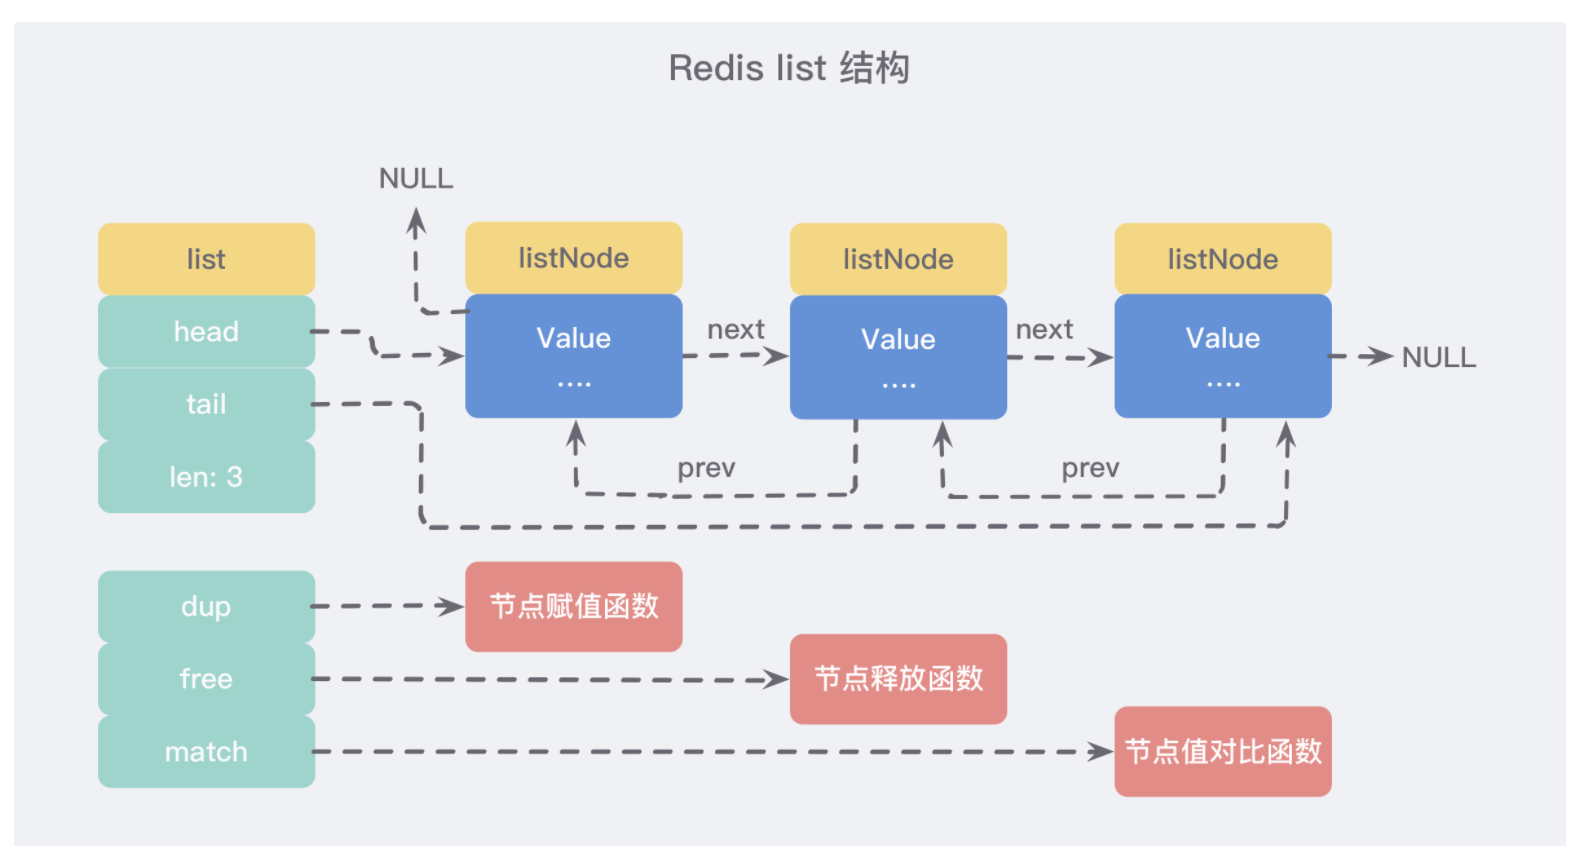 Redis list 结构
NULL
list
listNode
listNode
listNode
head
Value
....
next
Value
....
next
Value
....
NULL
tail
len: 3
prev
prev
dup
节点赋值函数
free
节点释放函数
match
节点值对比函数